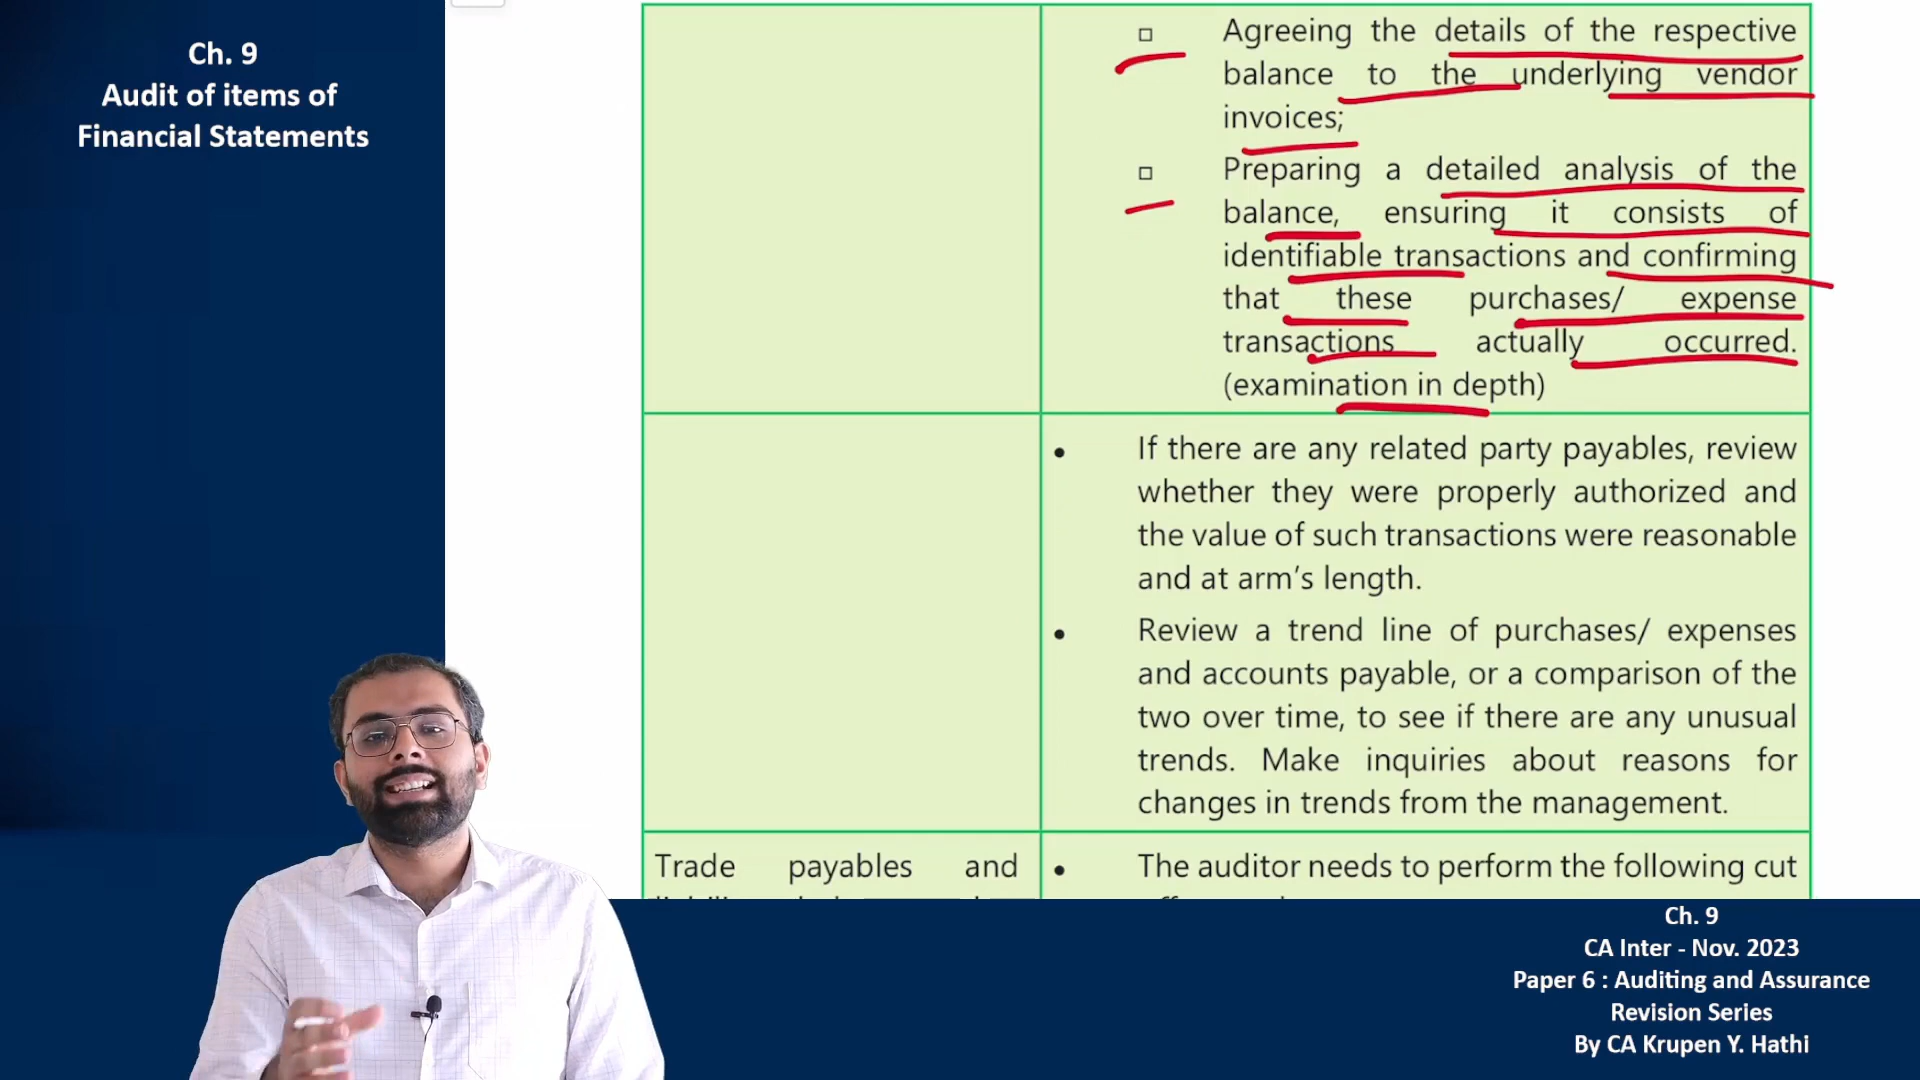 Ch. 9
Audit of items of
Financial Statements
□ Agreeing the details of the respective
balance to the underlying vendor
invoices;
□ Preparing a detailed analysis of the
balance, ensuring it consists of
identifiable transactions and confirming
that these purchases/ expense
transactions actually occurred.
(examination in depth)
• If there are any related party payables, review
whether they were properly authorized and
the value of such transactions were reasonable
and at arm’s length.
• Review a trend line of purchases/ expenses
and accounts payable, or a comparison of the
two over time, to see if there are any unusual
trends. Make inquiries about reasons for
changes in trends from the management.
Trade payables and
• The auditor needs to perform the following cut
Ch. 9
CA Inter - Nov. 2023
Paper 6 : Auditing and Assurance
Revision Series
By CA Krupen Y. Hathi